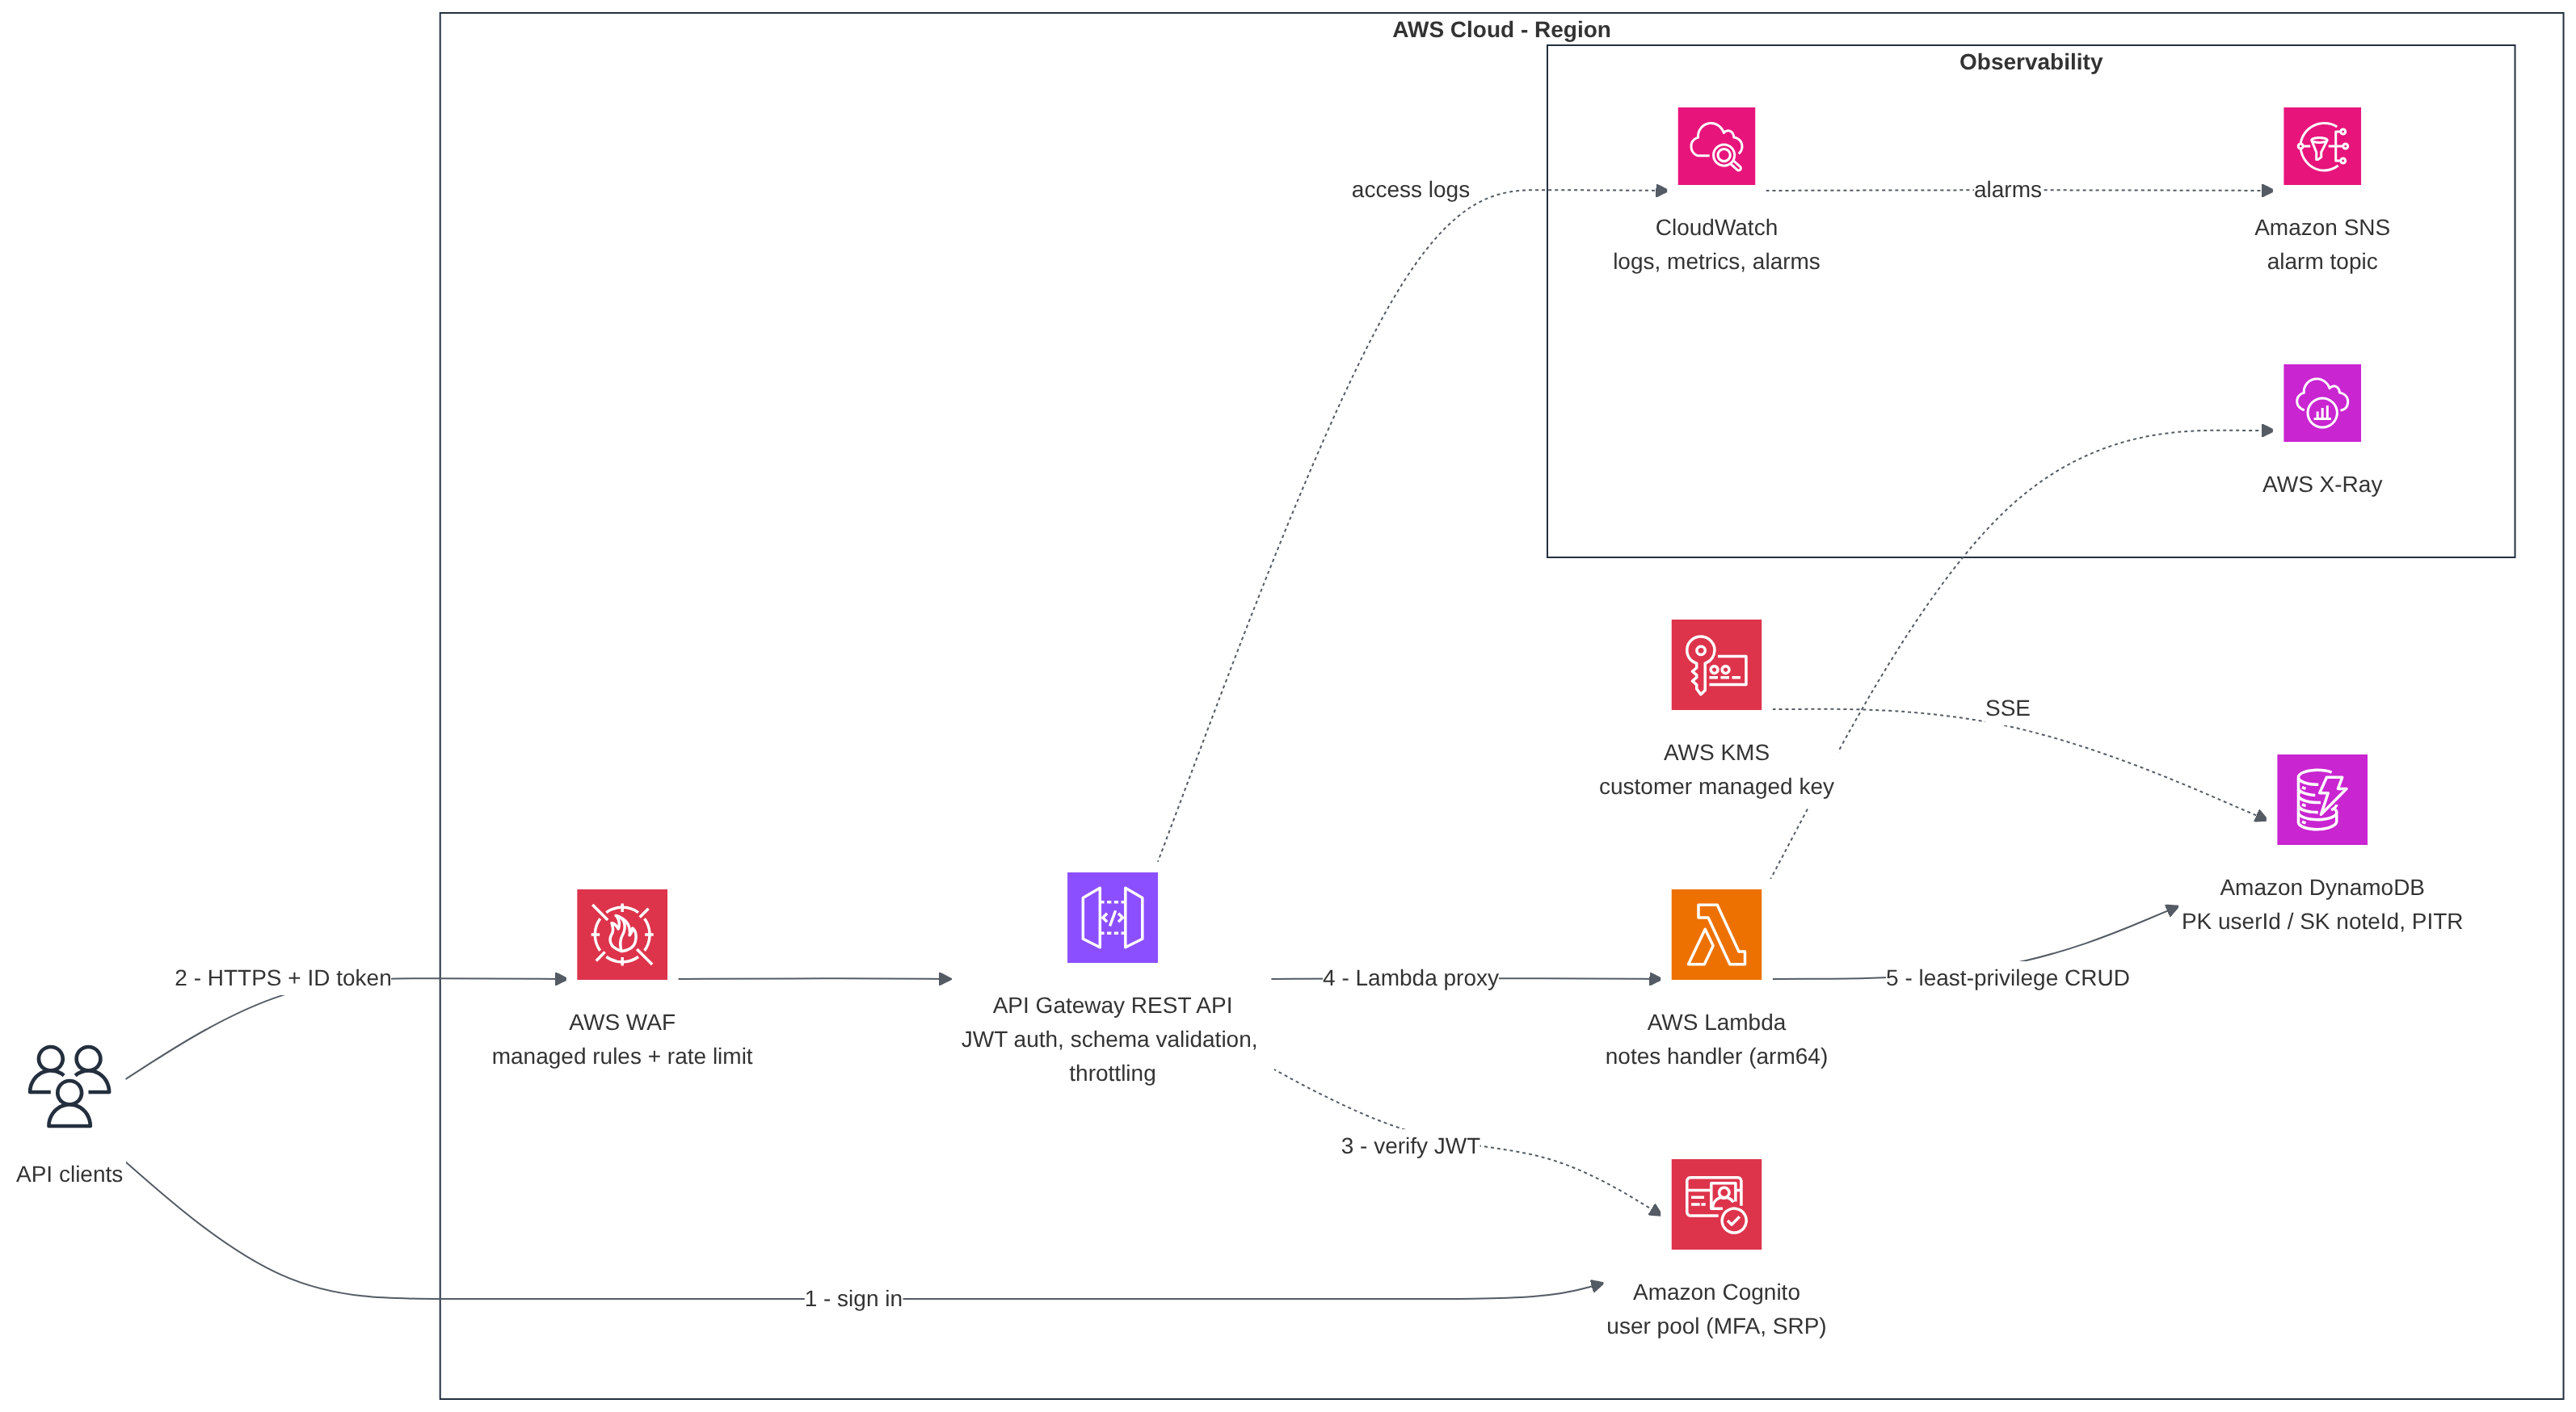 AWS Cloud - Region
Observability
access logs
alarms
CloudWatch
logs, metrics, alarms
Amazon SNS
alarm topic
AWS X-Ray
AWS KMS
customer managed key
SSE
Amazon DynamoDB
PK userId / SK noteId, PITR
2 - HTTPS + ID token
AWS WAF
managed rules + rate limit
API Gateway REST API
JWT auth, schema validation,
throttling
4 - Lambda proxy
AWS Lambda
notes handler (arm64)
5 - least-privilege CRUD
3 - verify JWT
API clients
1 - sign in
Amazon Cognito
user pool (MFA, SRP)